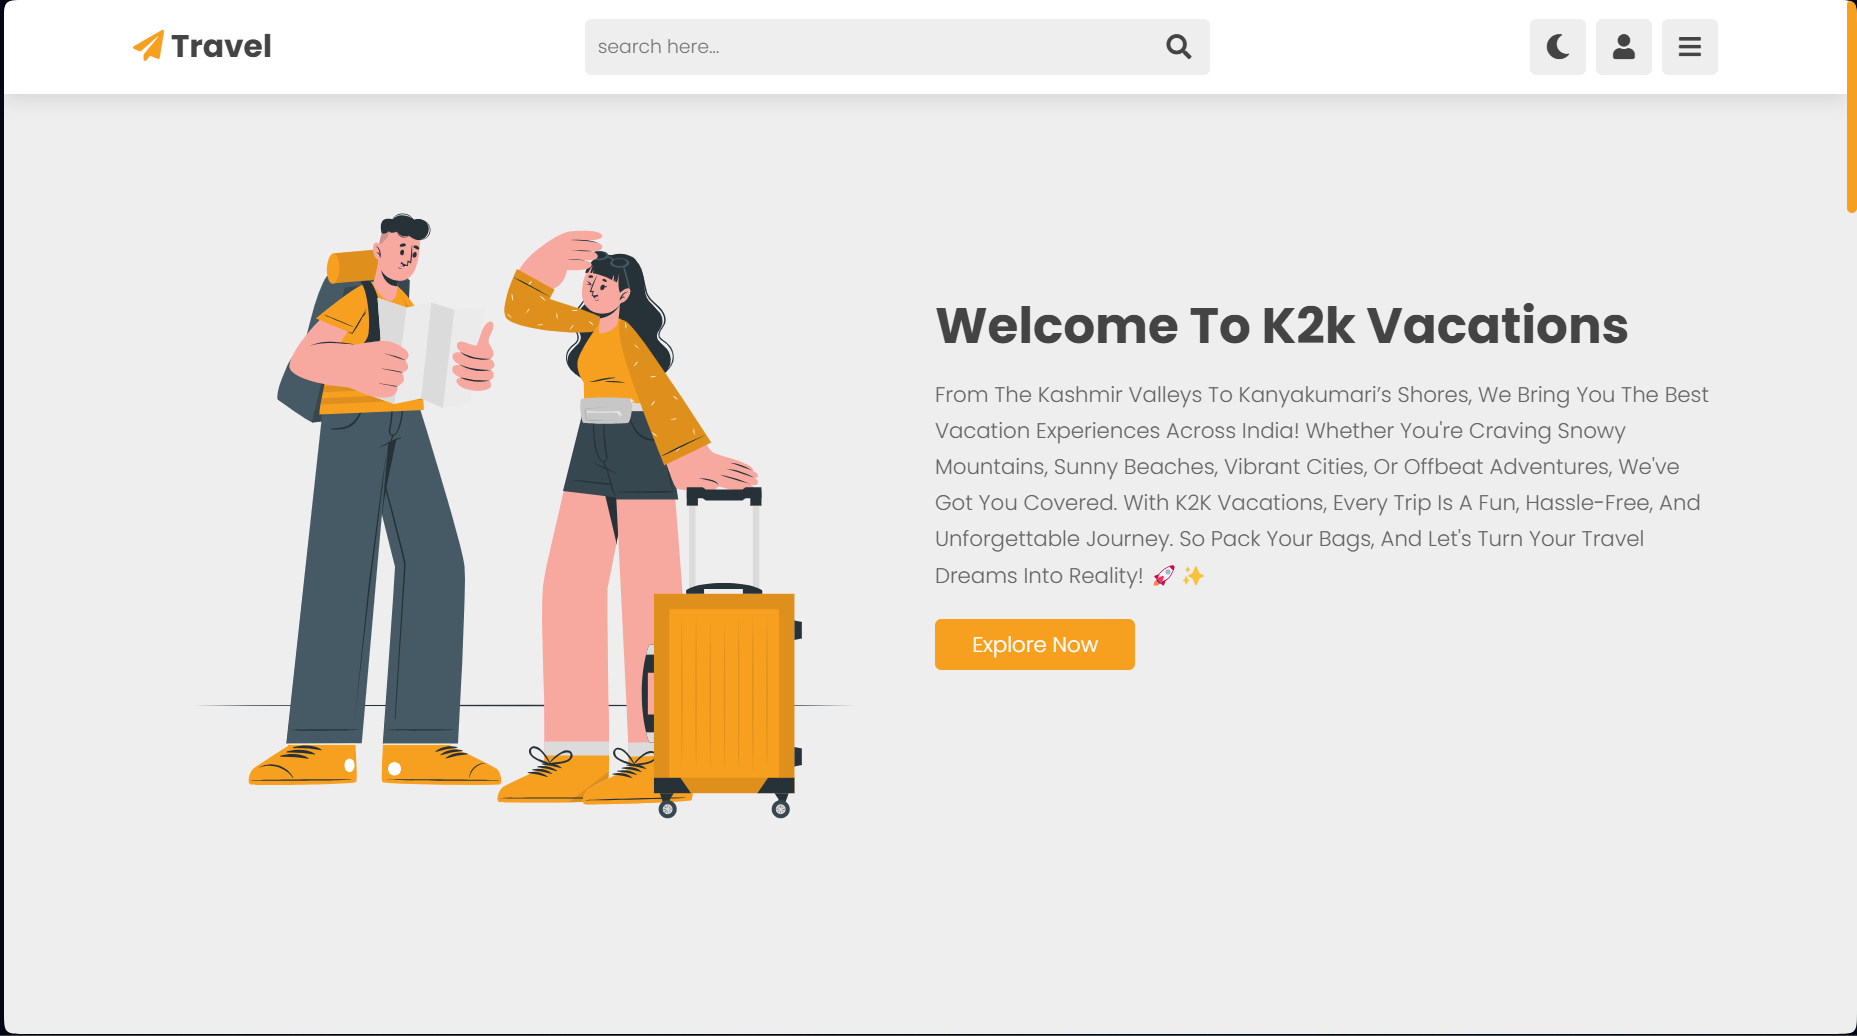 Travel
search here...
Welcome To K2k Vacations
From The Kashmir Valleys To Kanyakumari’s Shores, We Bring You The Best
Vacation Experiences Across India! Whether You're Craving Snowy
Mountains, Sunny Beaches, Vibrant Cities, Or Offbeat Adventures, We've
Got You Covered. With K2K Vacations, Every Trip Is A Fun, Hassle-Free, And
Unforgettable Journey. So Pack Your Bags, And Let's Turn Your Travel
Dreams Into Reality! 🚀 ✨
Explore Now